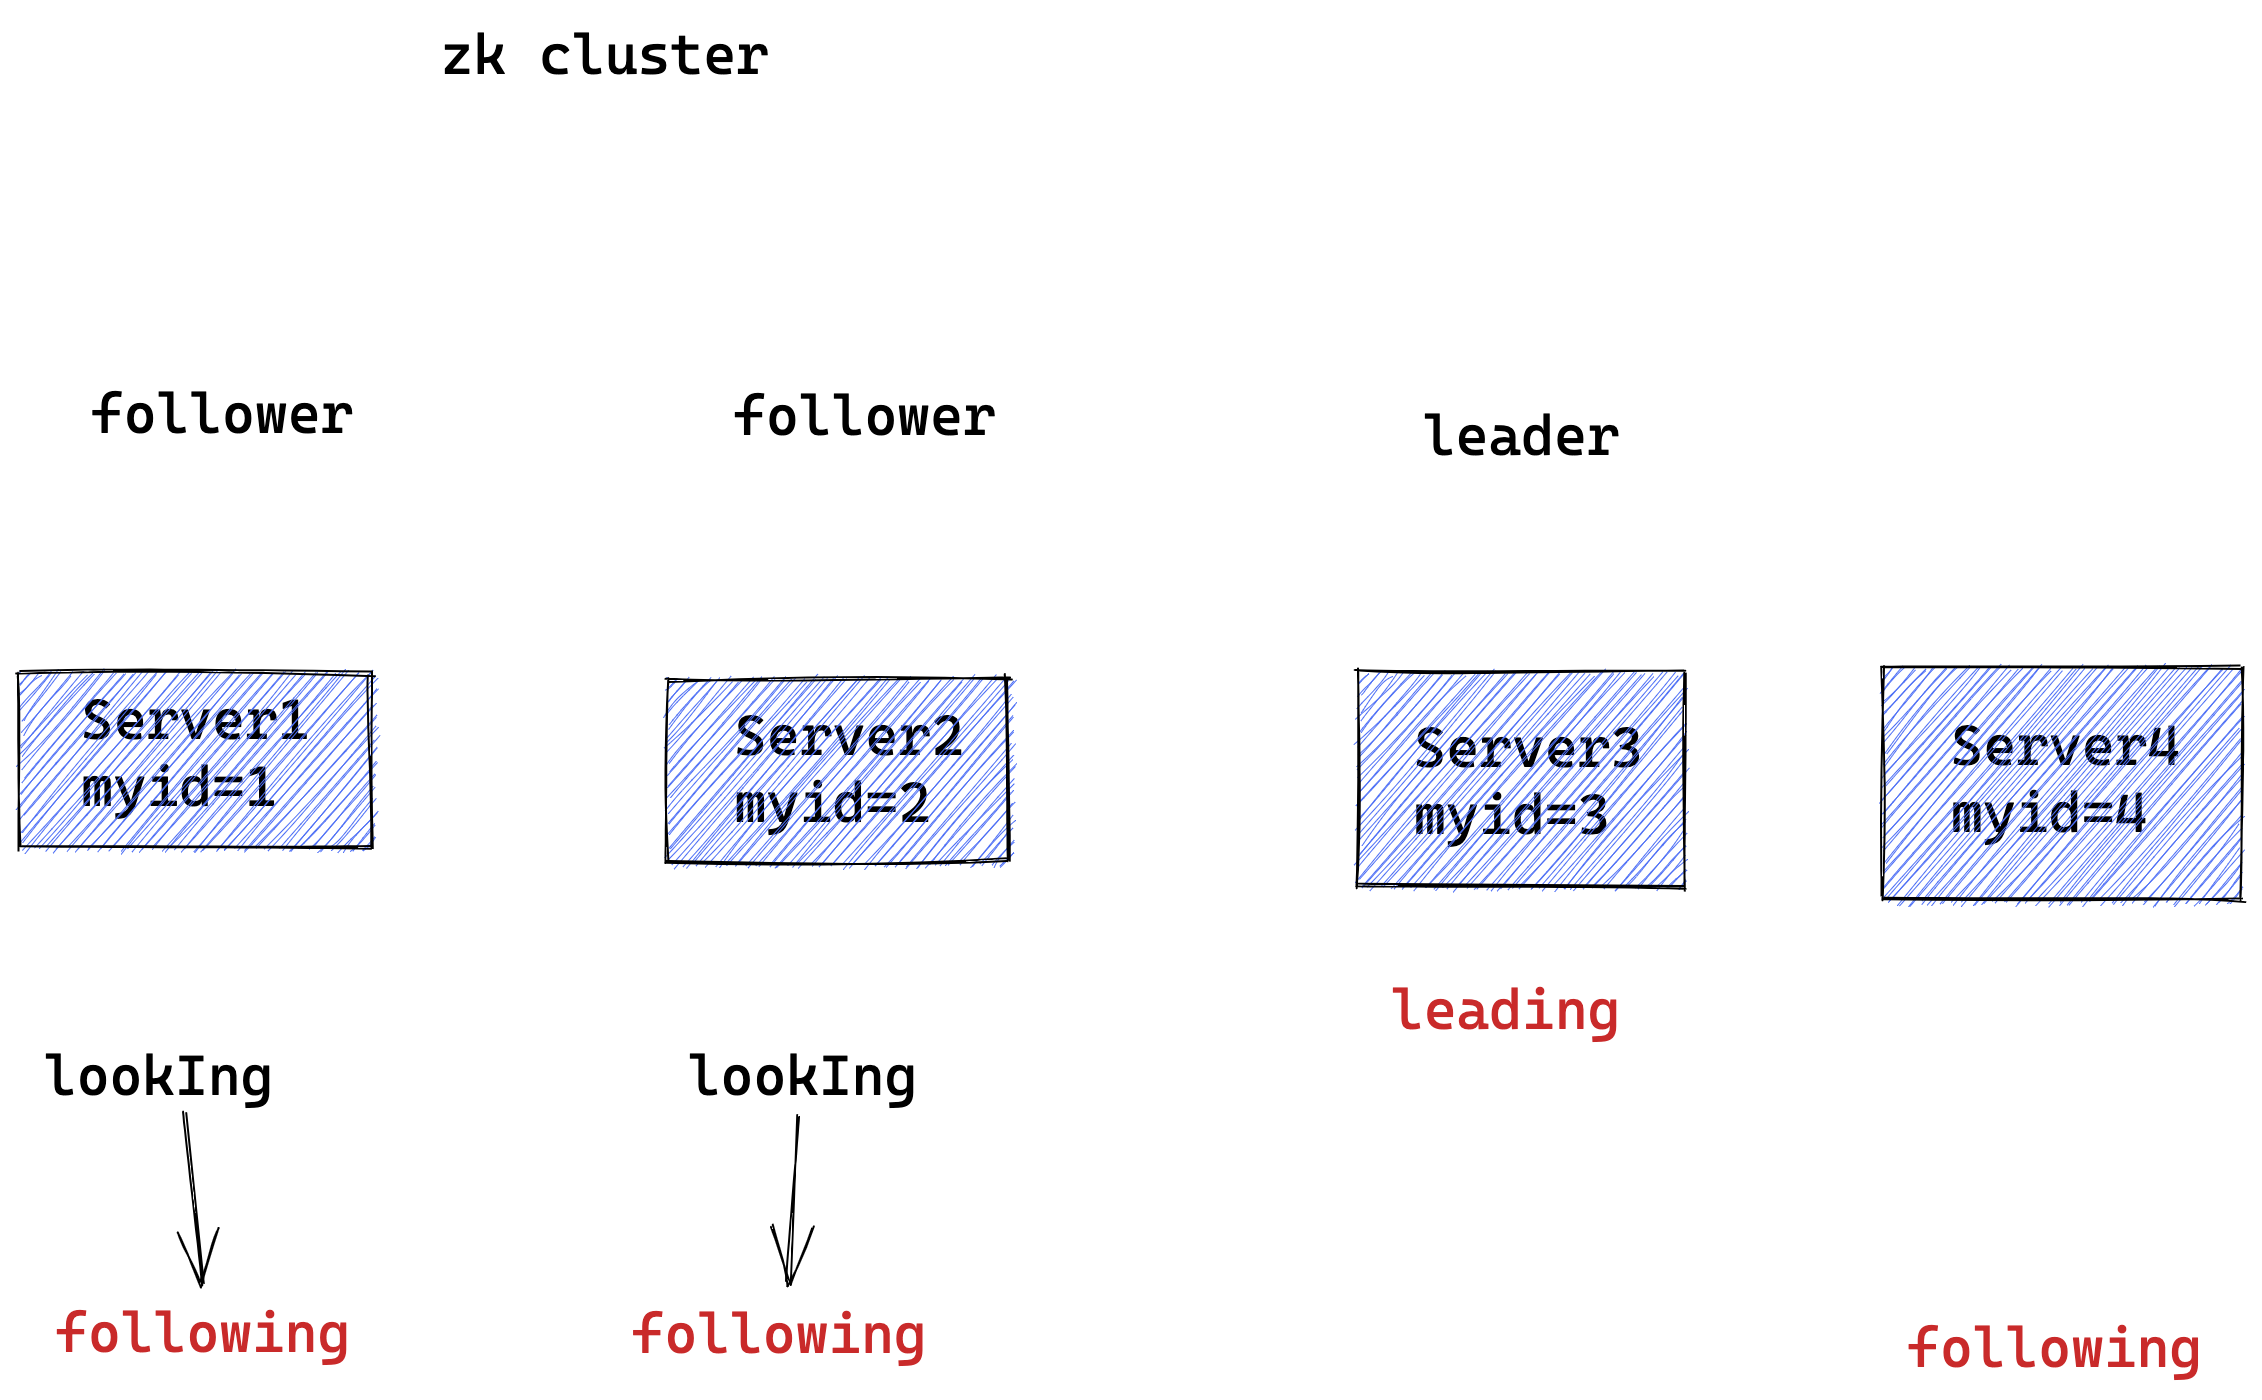 zk cluster
follower
follower
leader
Server1
myid=1
Server2
myid=2
Server3
myid=3
Server4
myid=4
leading
lookIng
lookIng
following
following
following